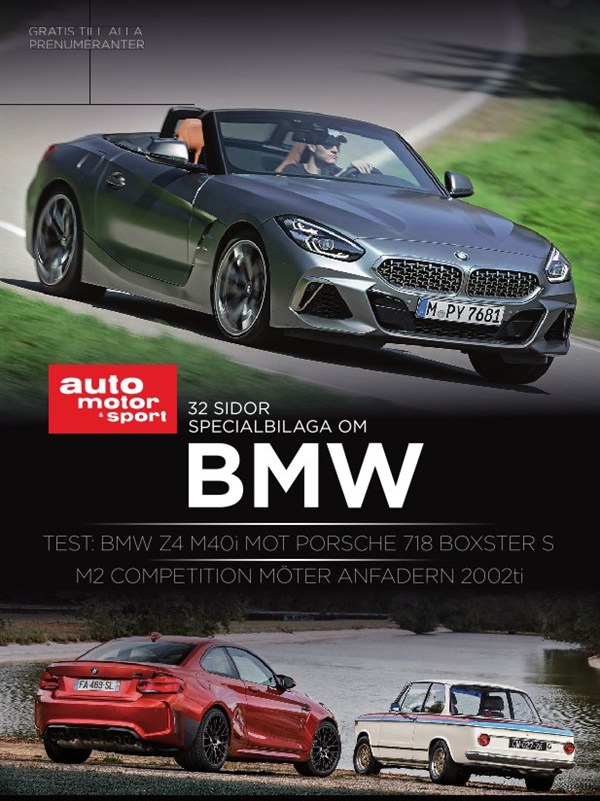 GRATIS TILL ALLA
PRENUMERANTER
M PY 7681
auto
motor
& sport
32 SIDOR
SPECIALBILAGA OM
BMW
TEST: BMW Z4 M40i MOT PORSCHE 718 BOXSTER S
M2 COMPETITION MÖTER ANFADERN 2002ti
FA-489-SL